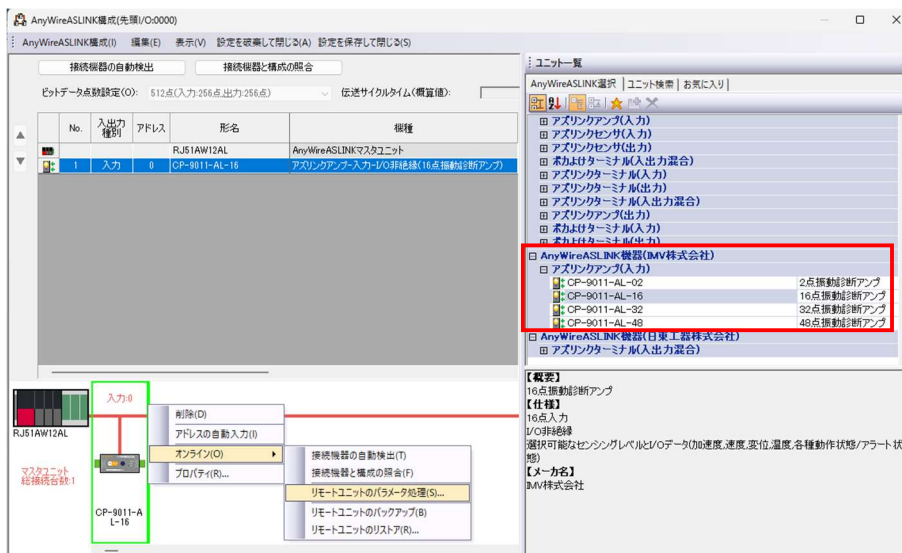 AnyWireASLINK構成(先頭I/O:0000)
AnyWireASLINK構成(I) 編集(E) 表示(V) 設定を破棄して閉じる(A) 設定を保存して閉じる(S)
接続機器の自動検出 接続機器と構成の照合
ビットデータ点数設定(O): 512点(入力:256点,出力:256点) 伝送サイクルタイム(概算値):
No. 入出力種別 アドレス 形名 機種
RJ51AW12AL AnyWireASLINKマスタユニット
1 入力 0 CP-9011-AL-16 アズリンクアンプ-入力-I/O非絶縁(16点振動診断アンプ)
ユニット一覧
AnyWireASLINK選択 ユニット検索 お気に入り
アズリンクアンプ(入力)
アズリンクセンサ(入力)
アズリンクセンサ(出力)
ポカよけターミナル(入出力混合)
アズリンクターミナル(入力)
アズリンクターミナル(出力)
アズリンクターミナル(入出力混合)
アズリンクアンプ(出力)
ポカよけターミナル(入力)
ポカよけターミナル(出力)
AnyWireASLINK機器(IMV株式会社)
アズリンクアンプ(入力)
CP-9011-AL-02 2点振動診断アンプ
CP-9011-AL-16 16点振動診断アンプ
CP-9011-AL-32 32点振動診断アンプ
CP-9011-AL-48 48点振動診断アンプ
AnyWireASLINK機器(日東工器株式会社)
アズリンクターミナル(入出力混合)
【概要】
16点振動診断アンプ
【仕様】
16点入力
I/O非絶縁
選択可能なセンシングレベルとI/Oデータ(加速度,速度,変位,温度,各種動作状態/アラート状
態)
【メーカ名】
IMV株式会社
RJ51AW12AL
マスタユニット
総接続台数:1
入力:0
CP-9011-A
L-16
削除(D)
アドレスの自動入力(I)
オンライン(O)
プロパティ(R)...
接続機器の自動検出(T)
接続機器と構成の照合(F)
リモートユニットのパラメータ処理(S)...
リモートユニットのバックアップ(B)
リモートユニットのリストア(R)...